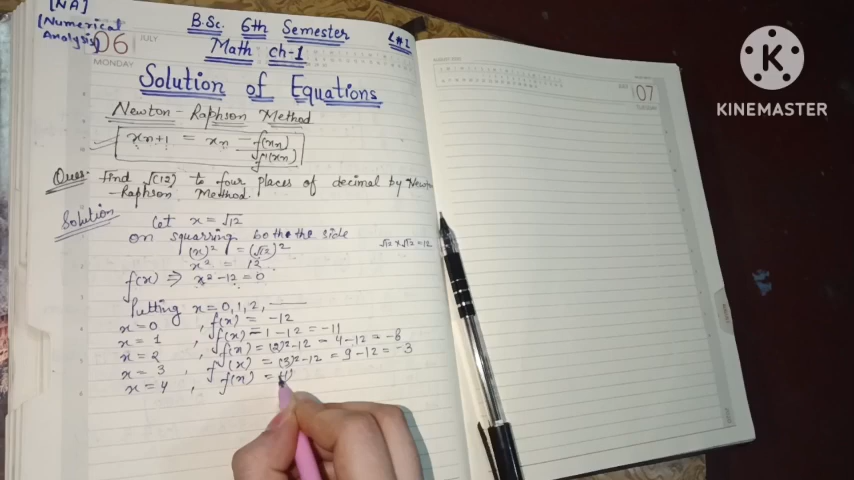 [NA]
[Numerical Analysis]
B.Sc. 6th Semester
L#2
06 JULY
MONDAY
Math ch-1
Solution of Equations
Newton-Raphson Method
xn+1 = xn - f(xn)/f'(xn)
Ques:- Find √(12) to four places of decimal by Newton
-Raphson Method.
Solution
Let x = √12
on squarring both the side
(x)² = (√12)²
√12 x √12 = 12
x² = 12
f(x) ⇒ x²-12 = 0
Putting x = 0, 1, 2, ——
x = 0 , f(x) = -12
x = 1 , f(x) = 1-12 = -11
x = 2 , f(x) = (2)²-12 = 4-12 = -8
x = 3 , f(x) = (3)²-12 = 9-12 = -3
x = 4 , f(x) = (4)
07
TUESDAY
KINEMASTER